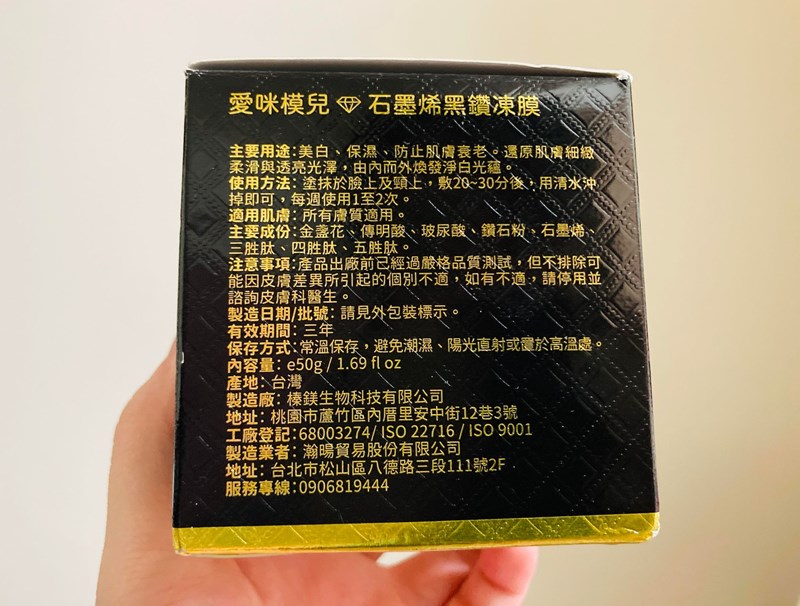 愛咪模兒 石墨烯黑鑽凍膜
主要用途：美白、保濕、防止肌膚衰老。還原肌膚細緻
柔滑與透亮光澤，由內而外煥發淨白光蘊。
使用方法：塗抹於臉上及頸上，敷20~30分後，用清水沖
掉即可，每週使用1至2次。
適用肌膚：所有膚質適用。
主要成份：金盞花、傳明酸、玻尿酸、鑽石粉、石墨烯、
三胜肽、四胜肽、五胜肽。
注意事項：產品出廠前已經過嚴格品質測試，但不排除可
能因皮膚差異所引起的個別不適，如有不適，請停用並
諮詢皮膚科醫生。
製造日期/批號：請見外包裝標示。
有效期間：三年
保存方式：常溫保存，避免潮濕、陽光直射或置於高溫處。
內容量：e50g / 1.69 fl oz
產地：台灣
製造廠：榛鎂生物科技有限公司
地址：桃園市蘆竹區內厝里安中街12巷3號
工廠登記：68003274/ ISO 22716 / ISO 9001
製造業者：瀚暘貿易股份有限公司
地址：台北市松山區八德路三段111號2F
服務專線：0906819444